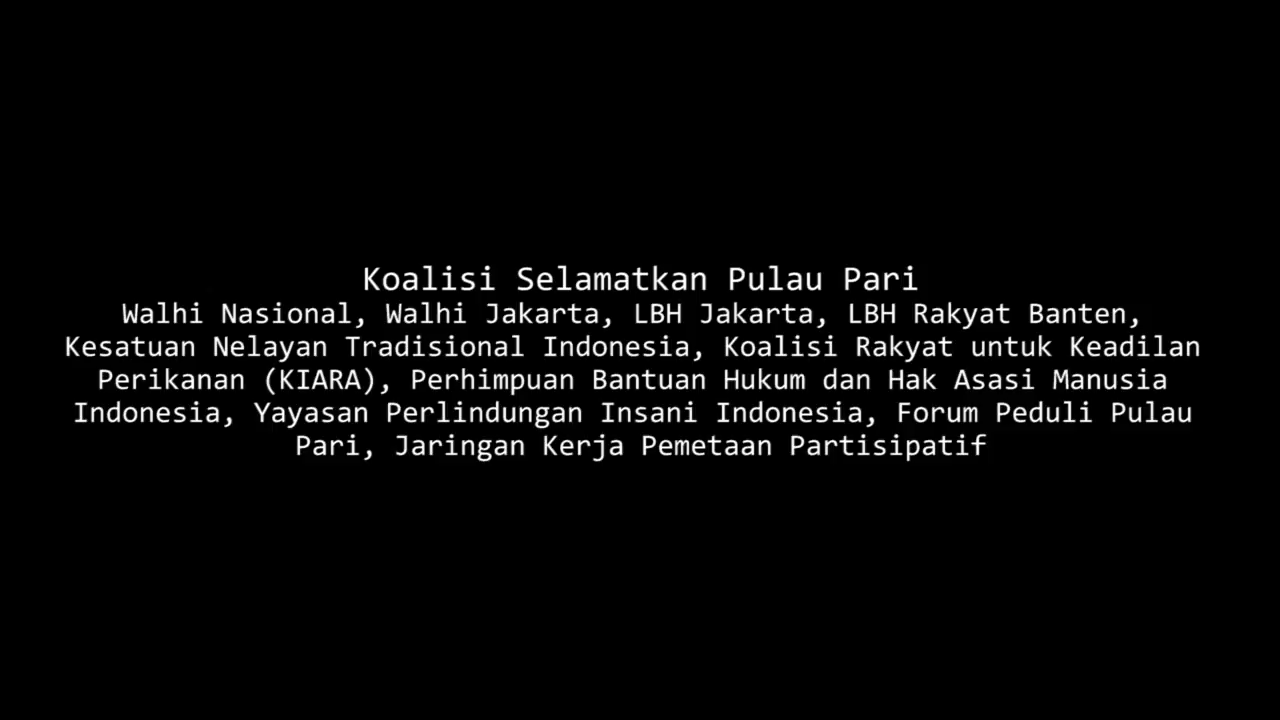 Koalisi Selamatkan Pulau Pari
Walhi Nasional, Walhi Jakarta, LBH Jakarta, LBH Rakyat Banten,
Kesatuan Nelayan Tradisional Indonesia, Koalisi Rakyat untuk Keadilan
Perikanan (KIARA), Perhimpuan Bantuan Hukum dan Hak Asasi Manusia
Indonesia, Yayasan Perlindungan Insani Indonesia, Forum Peduli Pulau
Pari, Jaringan Kerja Pemetaan Partisipatif